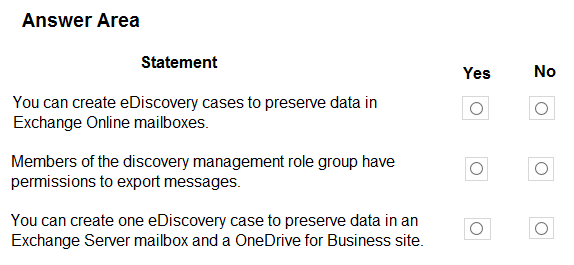 Answer Area
Statement
Yes
No
You can create eDiscovery cases to preserve data in
Exchange Online mailboxes.
Members of the discovery management role group have
permissions to export messages.
You can create one eDiscovery case to preserve data in an
Exchange Server mailbox and a OneDrive for Business site.